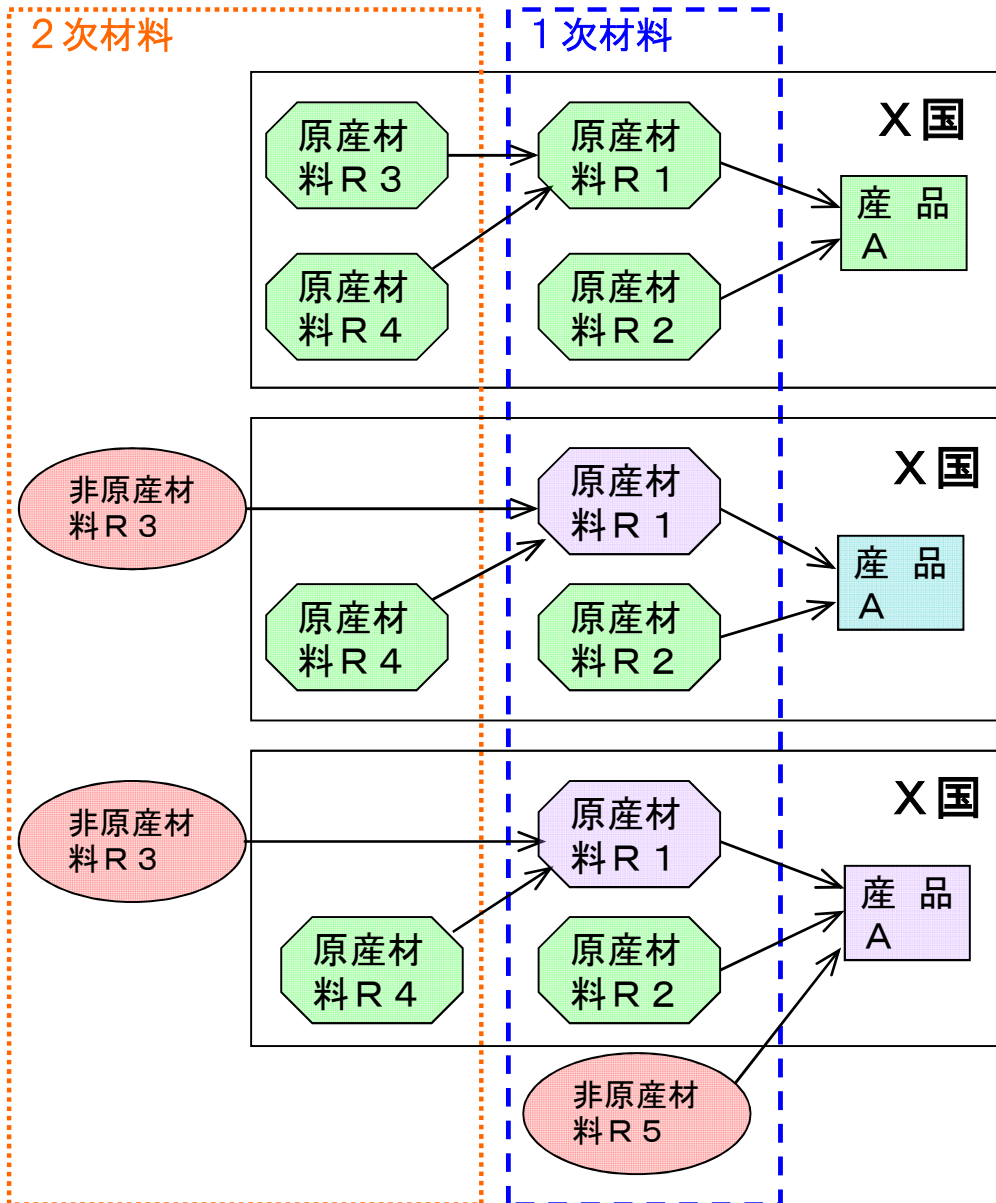 ２次材料
１次材料
Ｘ国
原産材
料Ｒ３
原産材
料Ｒ１
産　品
Ａ
原産材
料Ｒ４
原産材
料Ｒ２
Ｘ国
非原産材
料Ｒ３
原産材
料Ｒ１
産　品
Ａ
原産材
料Ｒ４
原産材
料Ｒ２
Ｘ国
非原産材
料Ｒ３
原産材
料Ｒ１
産　品
Ａ
原産材
料Ｒ４
原産材
料Ｒ２
非原産材
料Ｒ５